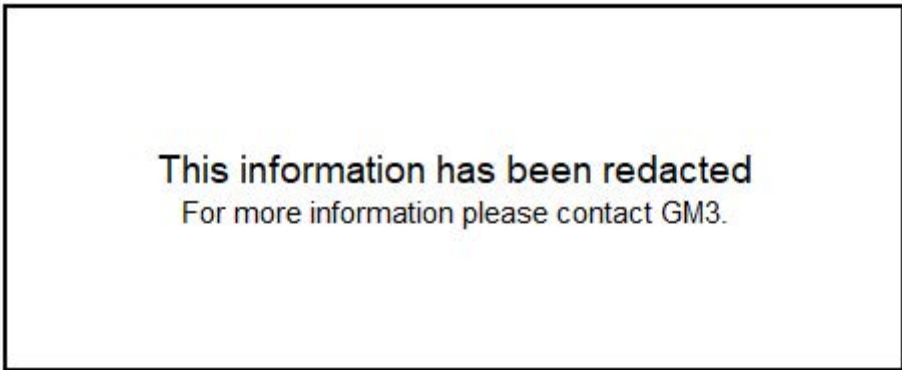 This information has been redacted
For more information please contact GM3.